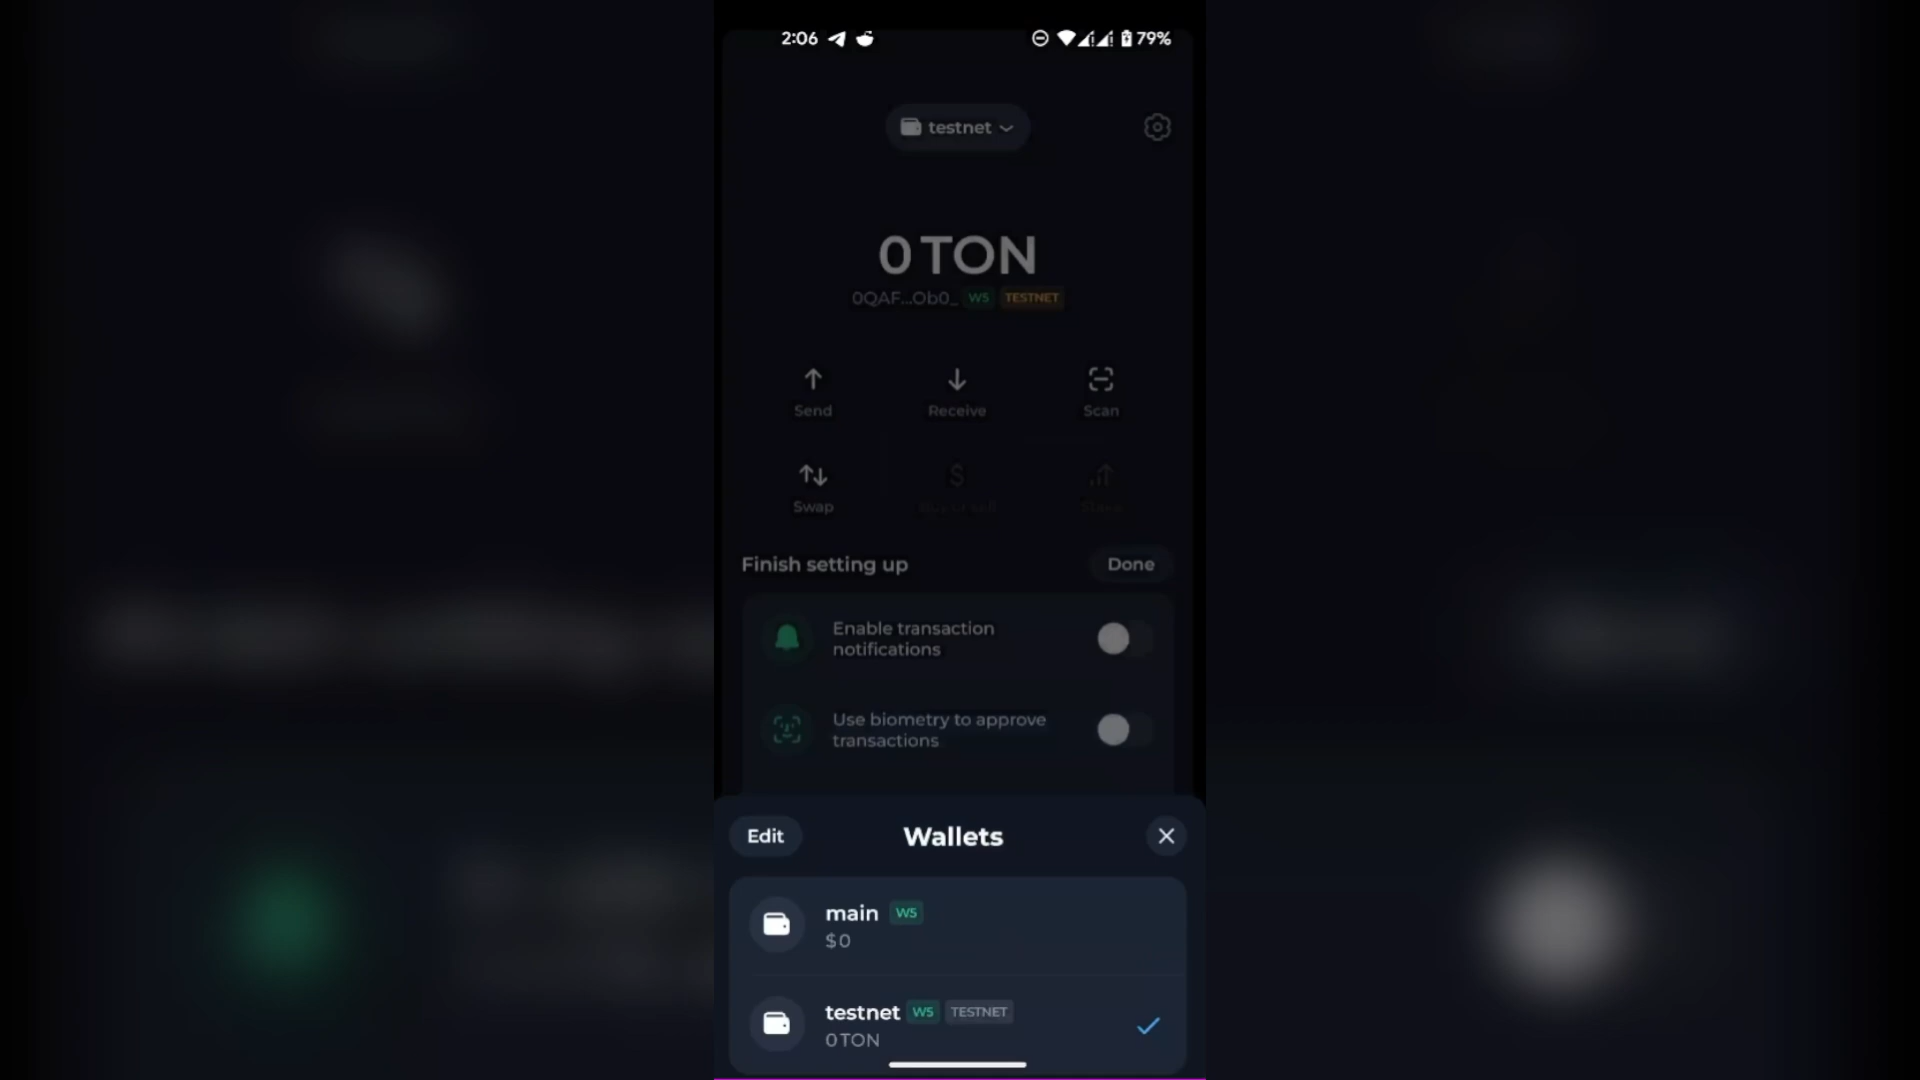 2:06
79%
testnet
0 TON
0QAF...Ob0_ W5 TESTNET
Send Receive Scan
Swap
Finish setting up Done
Enable transaction
notifications
Use biometry to approve
transactions
Edit Wallets
main W5
$0
testnet W5 TESTNET
0 TON